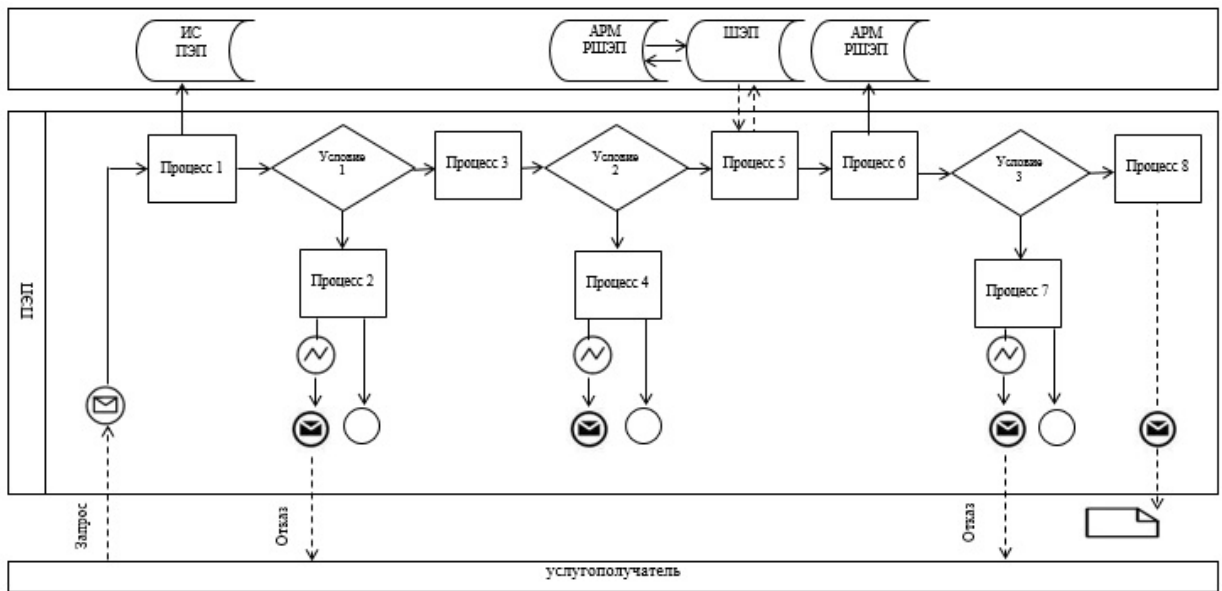 ИС
ПЭП
АРМ
РШЭП
ШЭП
АРМ
РШЭП
ПЭП
Процесс 1
Условие
1
Процесс 3
Условие
2
Процесс 5
Процесс 6
Условие
3
Процесс 8
Процесс 2
Процесс 4
Процесс 7
Запрос
Отказ
Отказ
услугополучатель